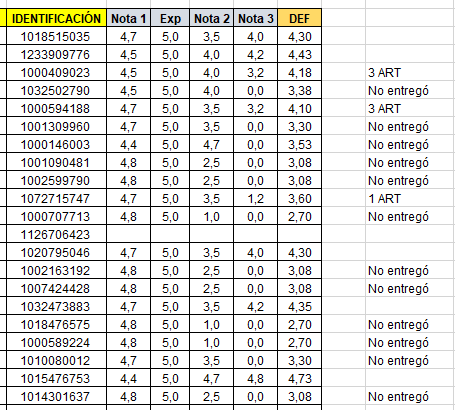 IDENTIFICACIÓN Nota 1 Exp Nota 2 Nota 3 DEF
1018515035 4,7 5,0 3,5 4,0 4,30
1233909776 4,5 5,0 4,0 4,2 4,43
1000409023 4,5 5,0 4,0 3,2 4,18 3 ART
1032502790 4,5 5,0 4,0 0,0 3,38 No entregó
1000594188 4,7 5,0 3,5 3,2 4,10 3 ART
1001309960 4,7 5,0 3,5 0,0 3,30 No entregó
1000146003 4,4 5,0 4,7 0,0 3,53 No entregó
1001090481 4,8 5,0 2,5 0,0 3,08 No entregó
1002599790 4,8 5,0 2,5 0,0 3,08 No entregó
1072715747 4,7 5,0 3,5 1,2 3,60 1 ART
1000707713 4,8 5,0 1,0 0,0 2,70 No entregó
1126706423
1020795046 4,7 5,0 3,5 4,0 4,30
1002163192 4,8 5,0 2,5 0,0 3,08 No entregó
1007424428 4,8 5,0 2,5 0,0 3,08 No entregó
1032473883 4,7 5,0 3,5 4,2 4,35
1018476575 4,8 5,0 1,0 0,0 2,70 No entregó
1000589224 4,8 5,0 1,0 0,0 2,70 No entregó
1010080012 4,7 5,0 3,5 0,0 3,30 No entregó
1015476753 4,4 5,0 4,7 4,8 4,73
1014301637 4,8 5,0 2,5 0,0 3,08 No entregó